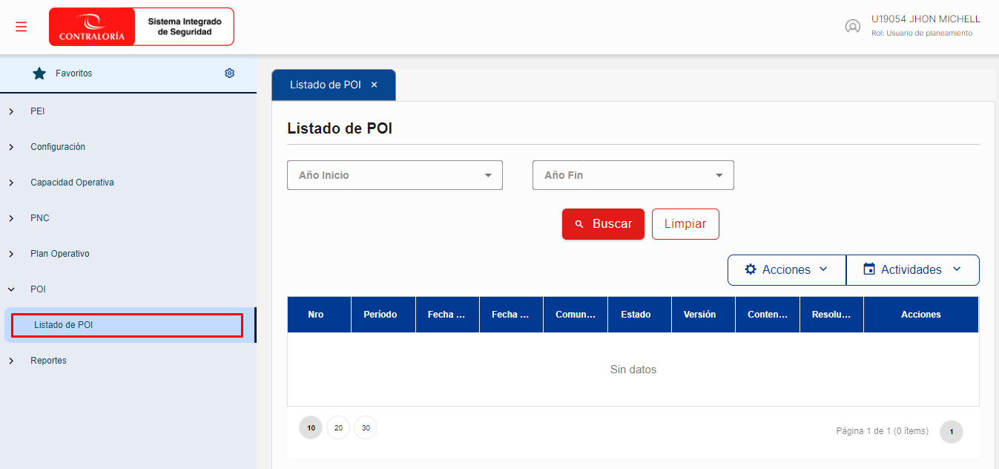 CONTRALORÍA
Sistema Integrado
de Seguridad
U19054 JHON MICHELL
Rol: Usuario de planeamiento
Favoritos
PEI
Configuración
Capacidad Operativa
PNC
Plan Operativo
POI
Listado de POI
Reportes
Listado de POI ×
Listado de POI
Año Inicio
Año Fin
Buscar
Limpiar
Acciones
Actividades
Nro Período Fecha ... Fecha ... Comun... Estado Versión Conten... Resolu... Acciones
Sin datos
10 20 30
Página 1 de 1 (0 ítems) 1